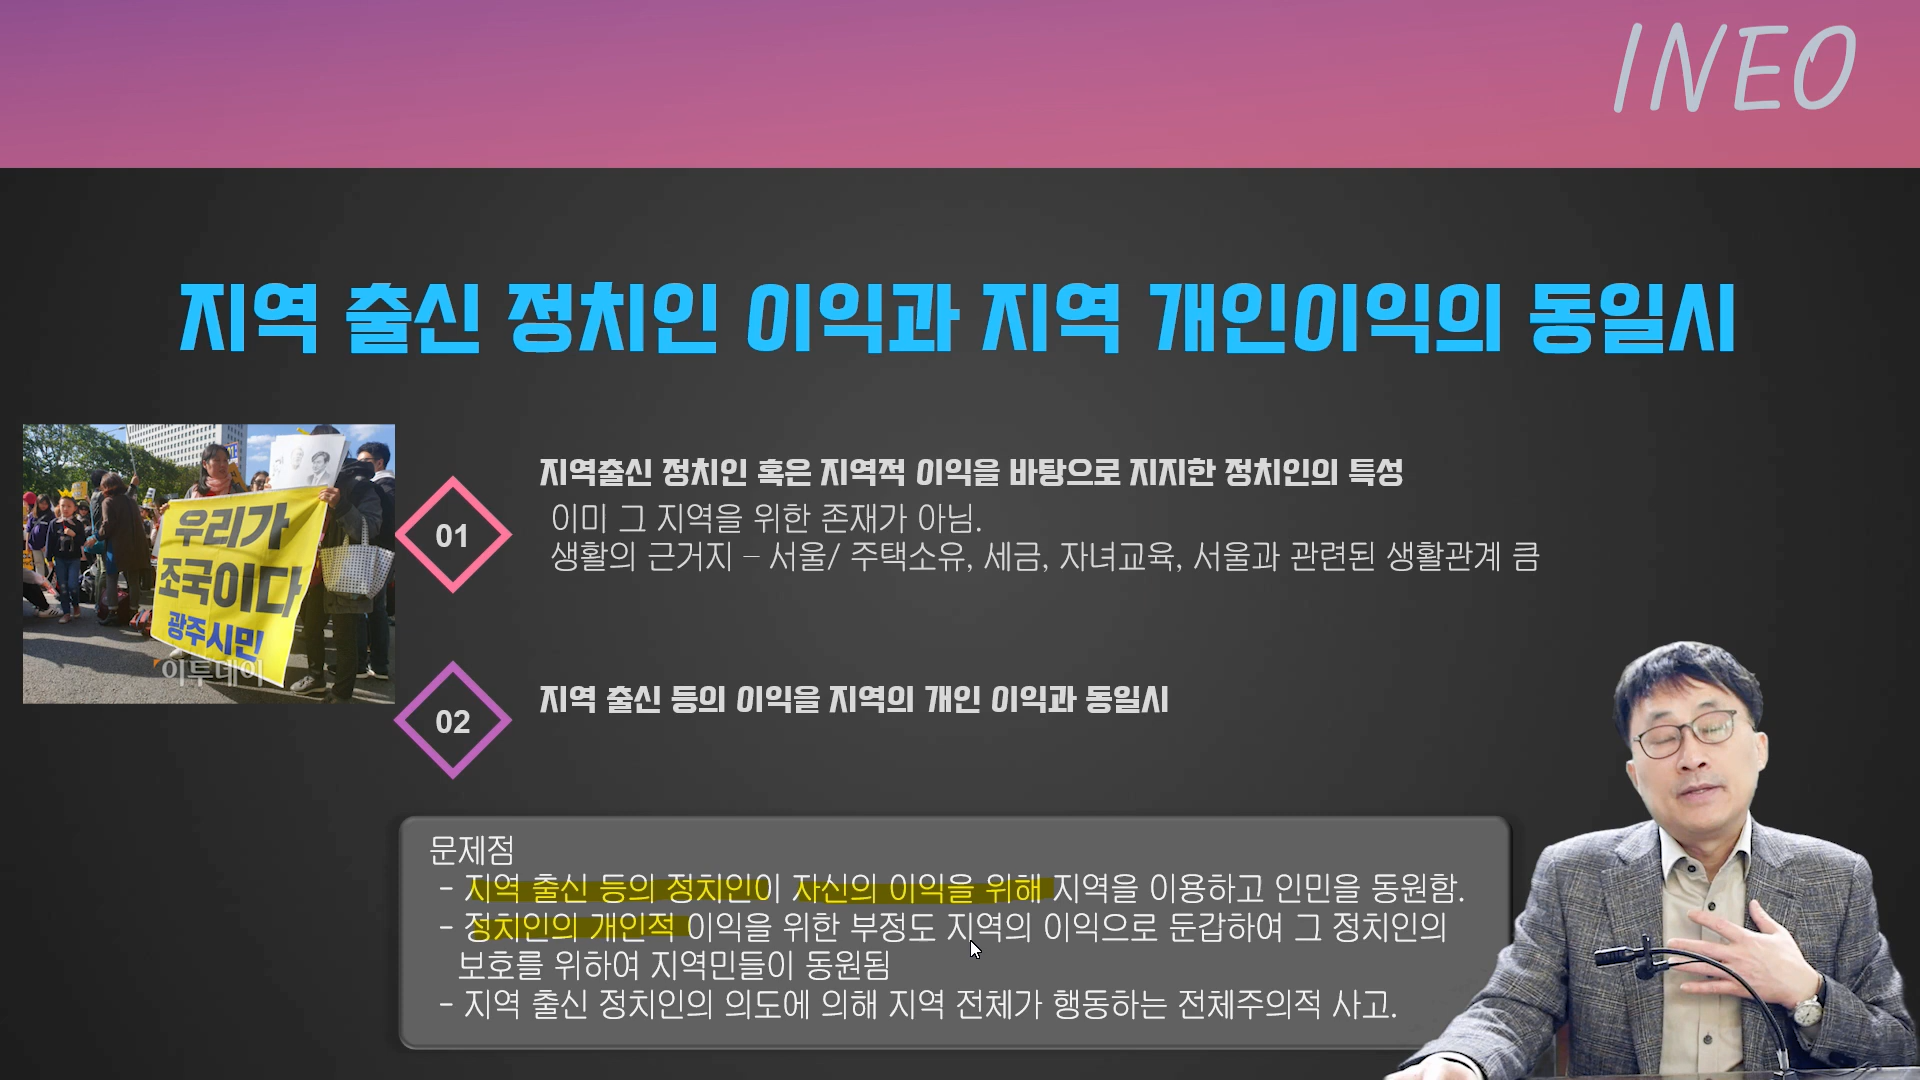 INEO
지역 출신 정치인 이익과 지역 개인이익의 동일시
우리가
조국이다
광주시민
이투데이
01
지역출신 정치인 혹은 지역적 이익을 바탕으로 지지한 정치인의 특성
이미 그 지역을 위한 존재가 아님.
생활의 근거지 – 서울/ 주택소유, 세금, 자녀교육, 서울과 관련된 생활관계 큼
02
지역 출신 등의 이익을 지역의 개인 이익과 동일시
문제점
- 지역 출신 등의 정치인이 자신의 이익을 위해 지역을 이용하고 인민을 동원함.
- 정치인의 개인적 이익을 위한 부정도 지역의 이익으로 둔갑하여 그 정치인의
보호를 위하여 지역민들이 동원됨
- 지역 출신 정치인의 의도에 의해 지역 전체가 행동하는 전체주의적 사고.